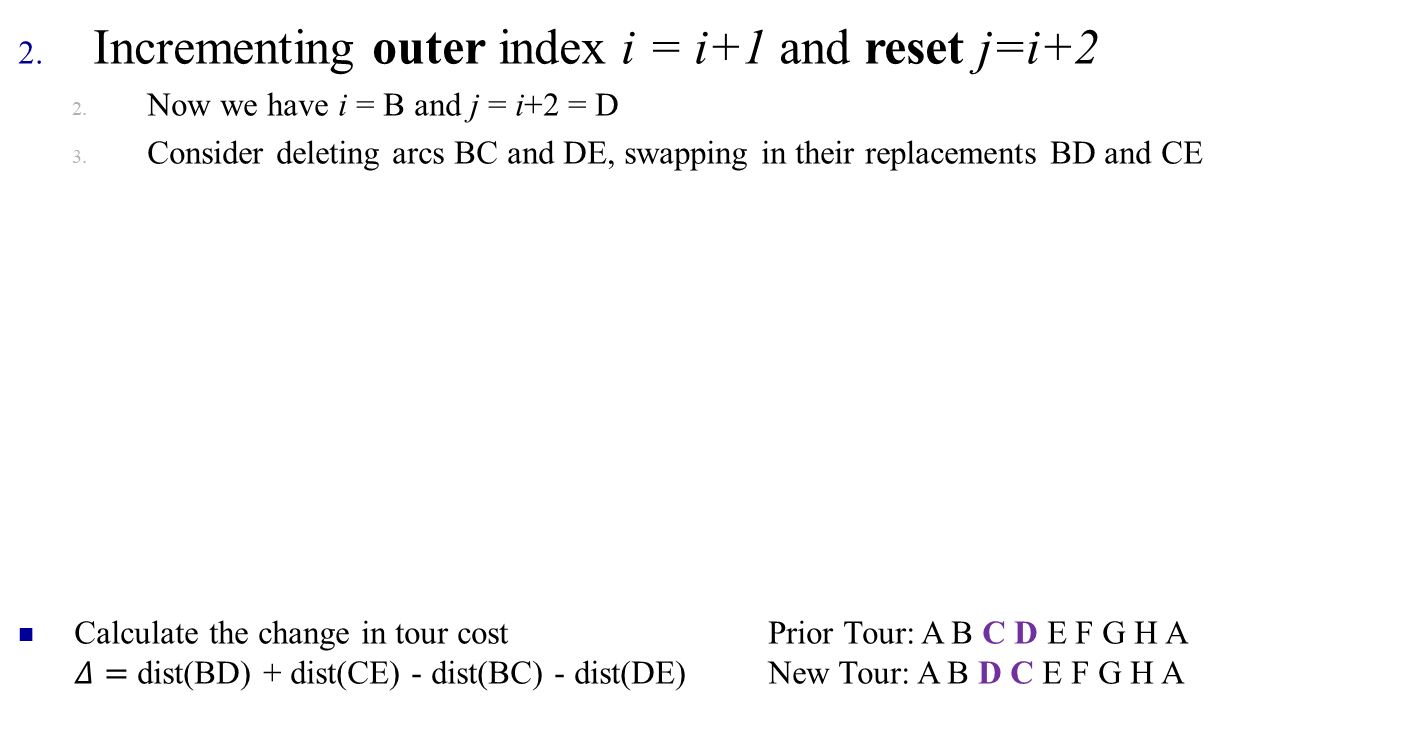 2. Incrementing outer index i = i+1 and reset j=i+2
2. Now we have i = B and j = i+2 = D
3. Consider deleting arcs BC and DE, swapping in their replacements BD and CE
■ Calculate the change in tour cost
Δ = dist(BD) + dist(CE) - dist(BC) - dist(DE)
Prior Tour: A B C D E F G H A
New Tour: A B D C E F G H A